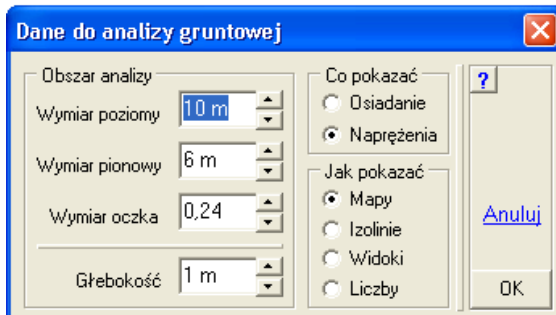 Dane do analizy gruntowej
Obszar analizy
Wymiar poziomy 10 m
Wymiar pionowy 6 m
Wymiar oczka 0,24
Głebokość 1 m
Co pokazać
Osiadanie
Naprężenia
Jak pokazać
Mapy
Izolinie
Widoki
Liczby
?
Anuluj
OK